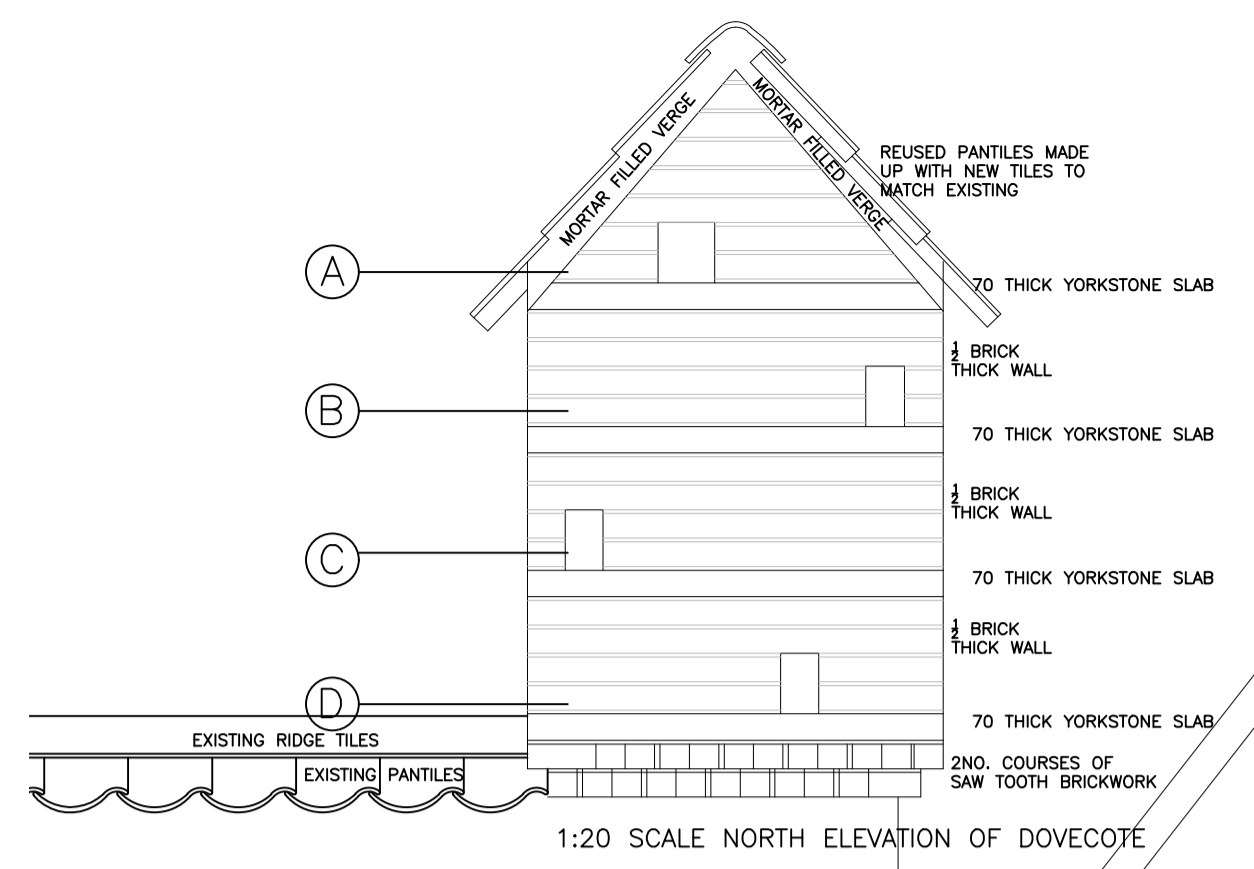 MORTAR FILLED VERGE
MORTAR FILLED VERGE
REUSED PANTILES MADE
UP WITH NEW TILES TO
MATCH EXISTING
A
70 THICK YORKSTONE SLAB
½ BRICK
THICK WALL
B
70 THICK YORKSTONE SLAB
½ BRICK
THICK WALL
C
70 THICK YORKSTONE SLAB
½ BRICK
THICK WALL
D
70 THICK YORKSTONE SLAB
EXISTING RIDGE TILES
EXISTING PANTILES
2NO. COURSES OF
SAW TOOTH BRICKWORK
1:20 SCALE NORTH ELEVATION OF DOVECOTE